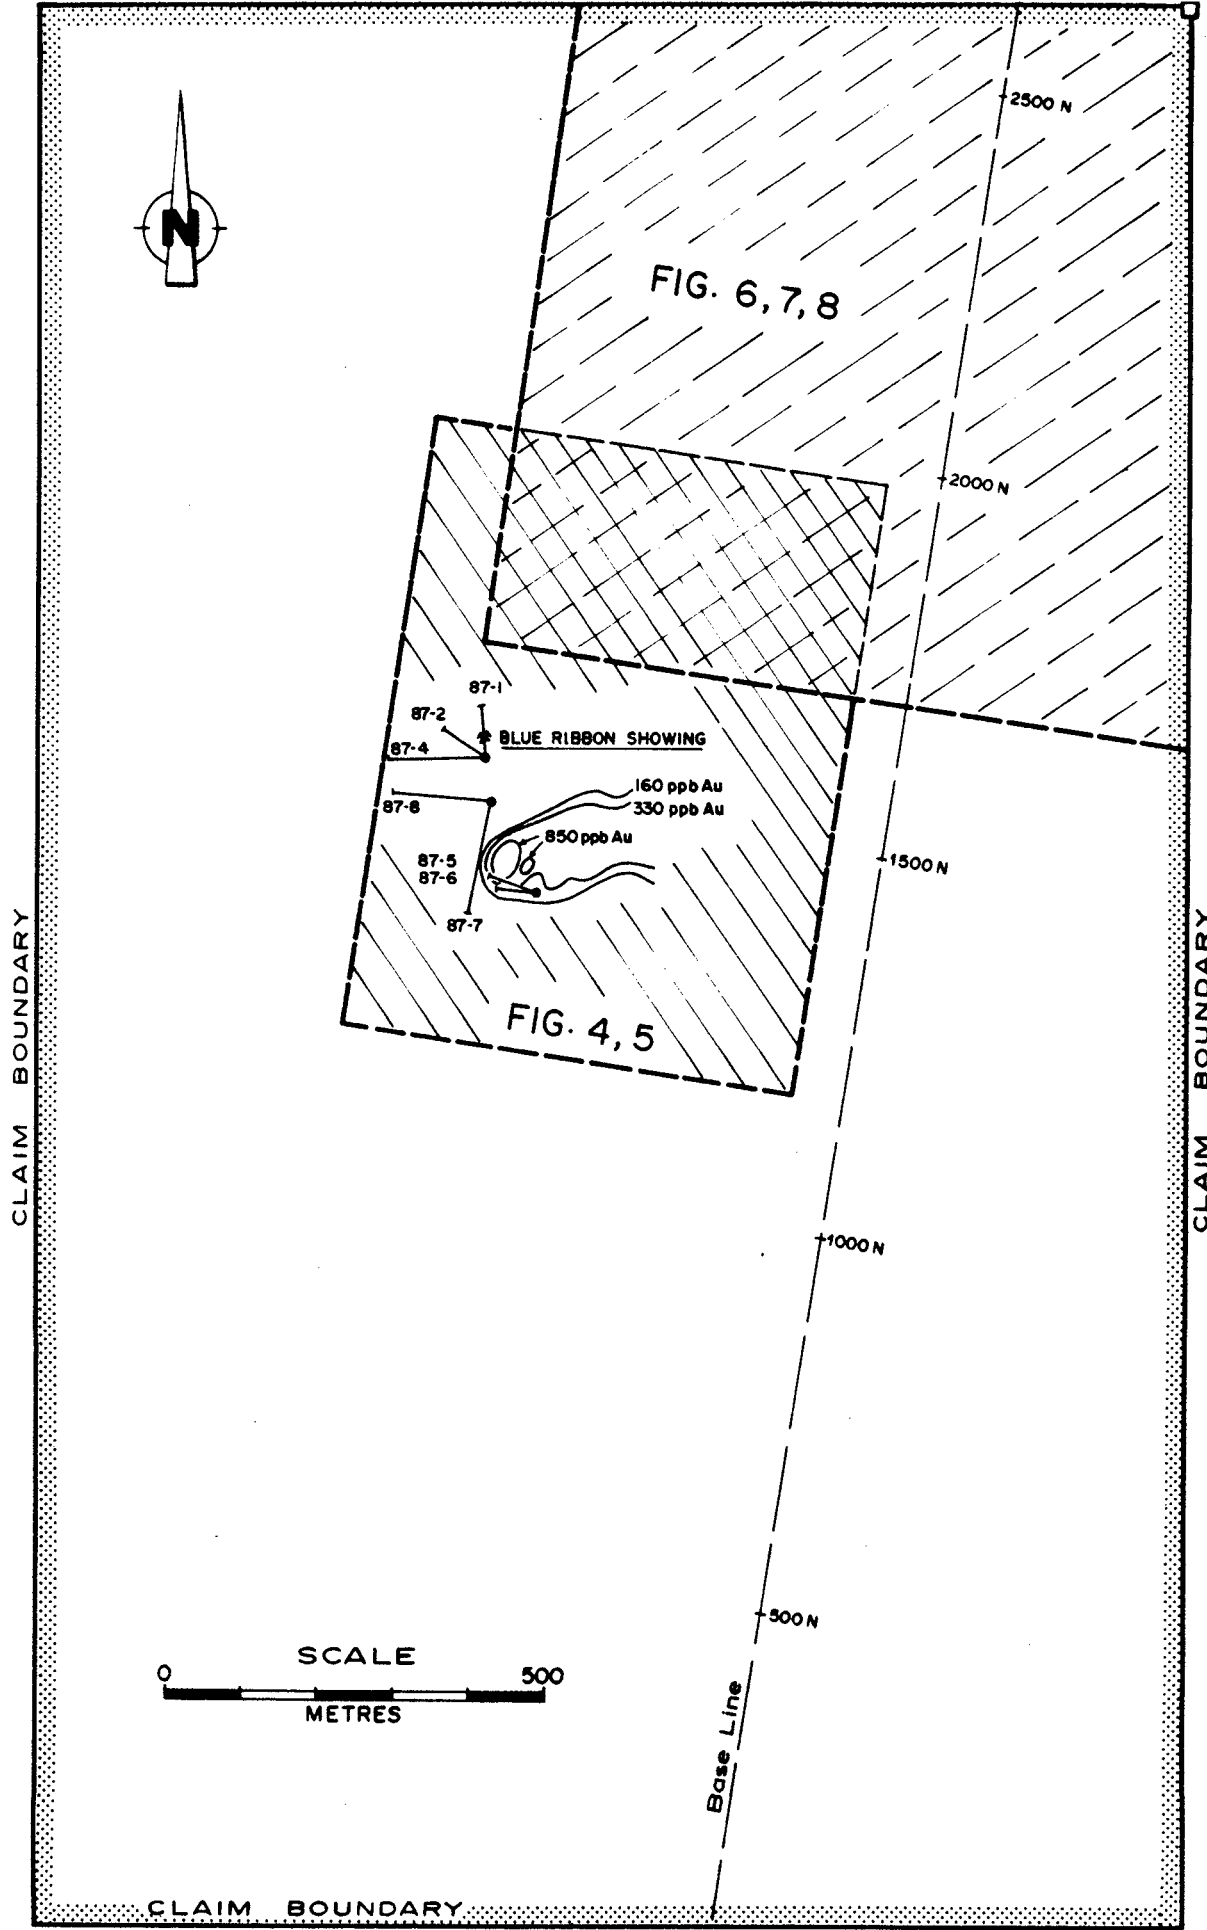 2500 N
N
FIG. 6, 7, 8
2000 N
87-1
87-2
BLUE RIBBON SHOWING
87-4
160 ppb Au
87-8
330 ppb Au
850 ppb Au
87-5
1500 N
87-6
87-7
CLAIM BOUNDARY
CLAIM BOUNDARY
FIG. 4, 5
1000 N
500 N
SCALE
0 500
METRES
Base Line
CLAIM BOUNDARY